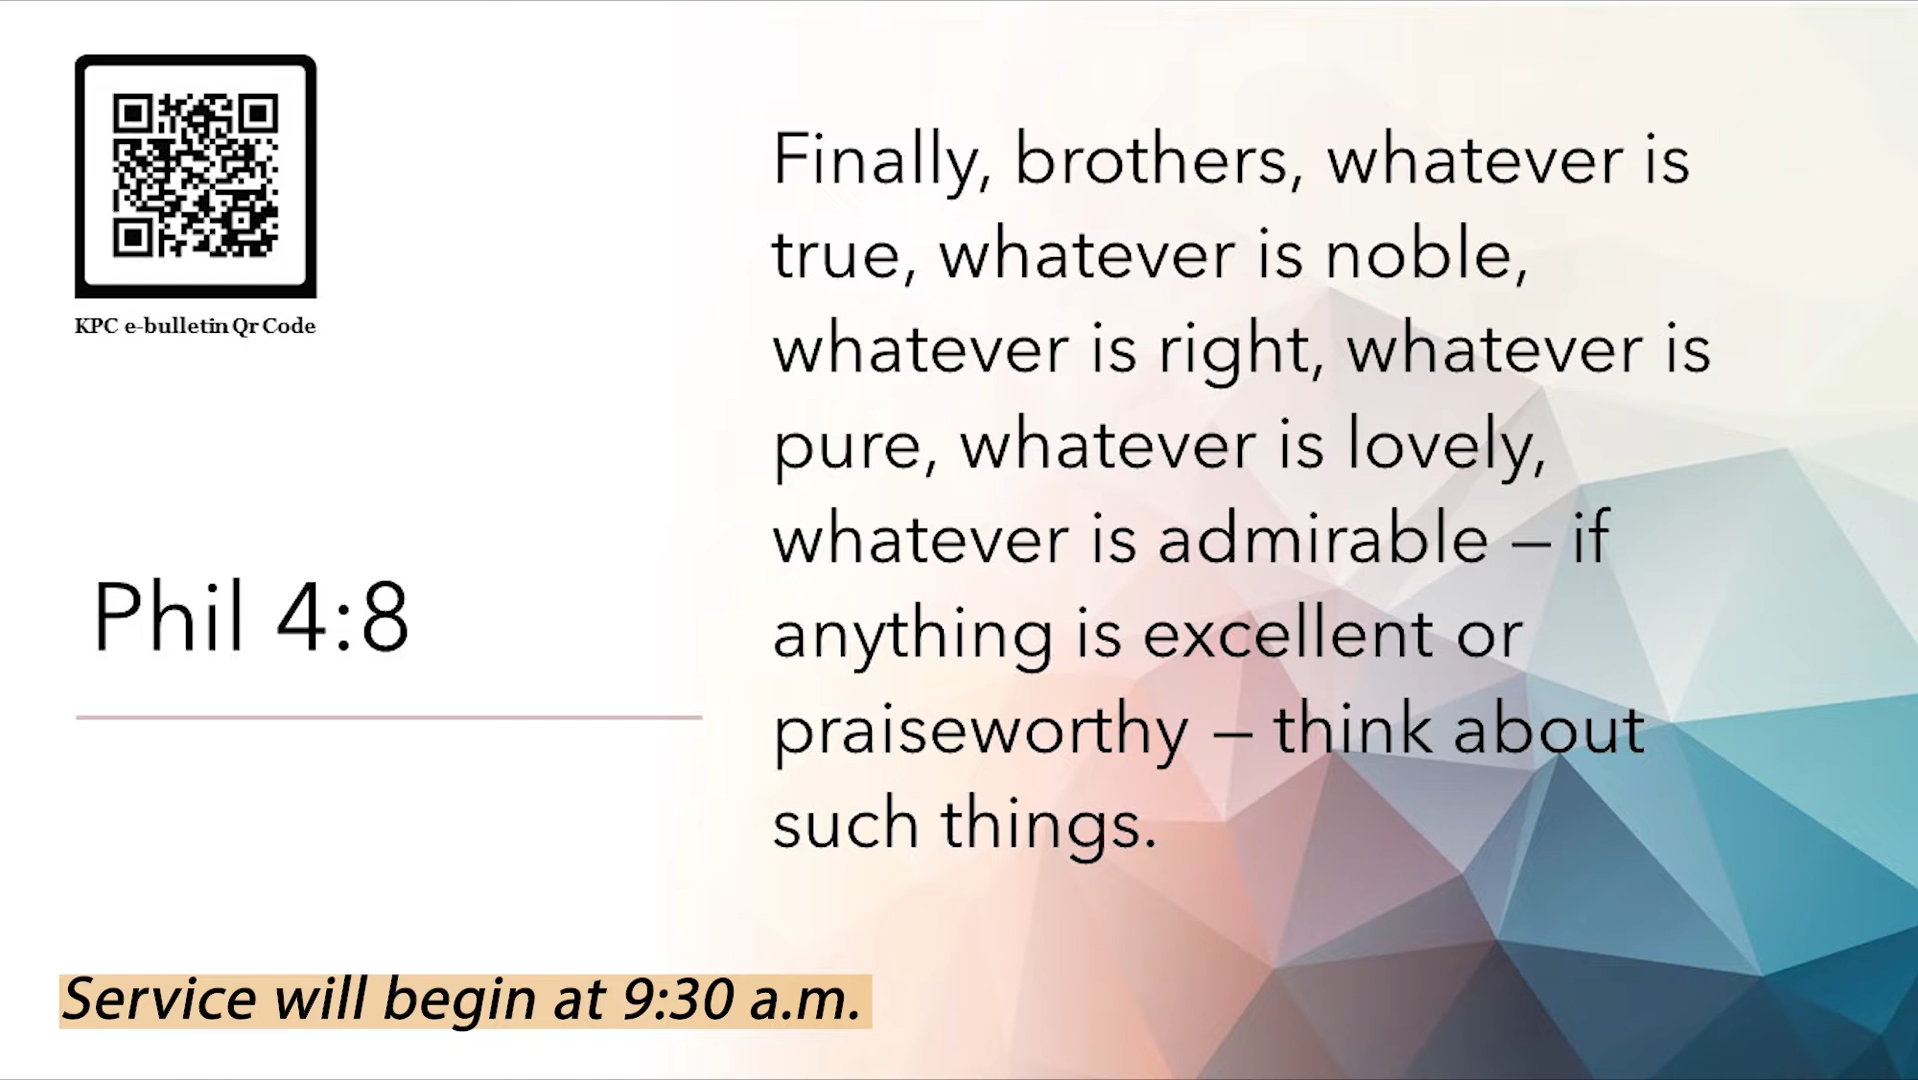 KPC e-bulletin Qr Code
Phil 4:8
Finally, brothers, whatever is
true, whatever is noble,
whatever is right, whatever is
pure, whatever is lovely,
whatever is admirable – if
anything is excellent or
praiseworthy – think about
such things.
Service will begin at 9:30 a.m.